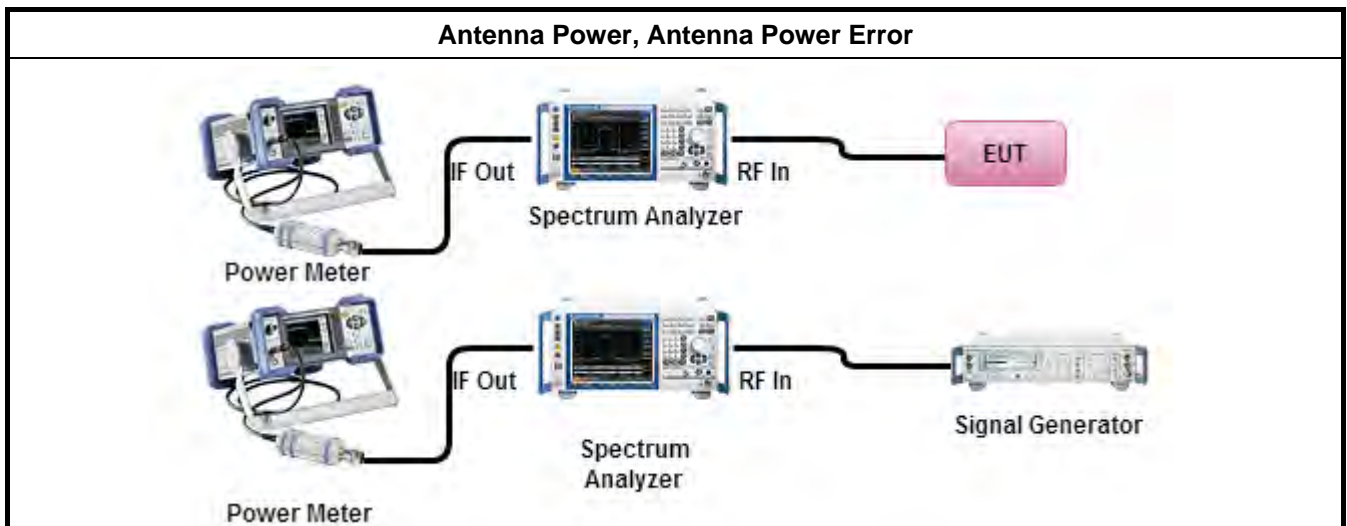 Antenna Power, Antenna Power Error
IF Out
RF In
EUT
Spectrum Analyzer
Power Meter
IF Out
RF In
Signal Generator
Spectrum
Analyzer
Power Meter